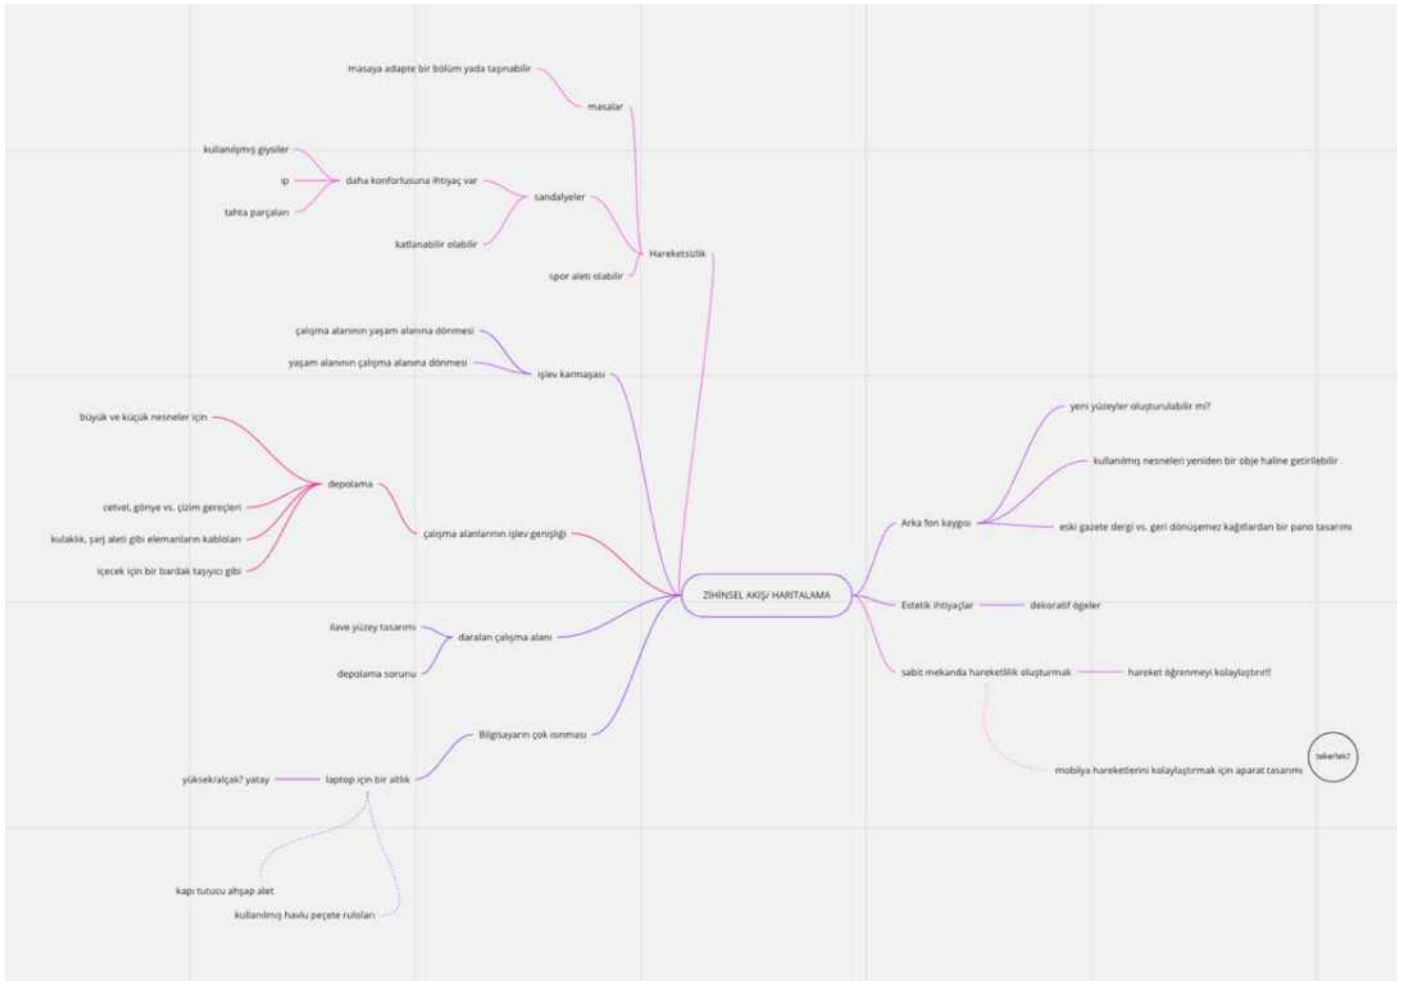 masaya adapte bir bölüm yada taşınabilir
masalar
kullanılmış giysiler
ip
tahta parçaları
daha konforlusuna ihtiyaç var
sandalyeler
katlanabilir olabilir
Hareketsizlik
spor aleti olabilir
çalışma alanının yaşam alanına dönmesi
yaşam alanının çalışma alanına dönmesi
işlev karmaşası
büyük ve küçük nesneler için
depolama
cetvel, gönye vs. çizim gereçleri
kulaklık, şarj aleti gibi elemanların kabloları
içecek için bir bardak taşıyıcı gibi
çalışma alanlarının işlev genişliği
ZİHİNSEL AKIŞ/ HARİTALAMA
ilave yüzey tasarımı
daralan çalışma alanı
depolama sorunu
Bilgisayarın çok ısınması
yüksek/alçak? yatay
laptop için bir altlık
kapı tutucu ahşap alet
kullanılmış havlu peçete ruloları
yeni yüzeyler oluşturulabilir mi?
kullanılmış nesneleri yeniden bir obje haline getirilebilir
Arka fon kaygısı
eski gazete dergi vs. geri dönüşemez kağıtlardan bir pano tasarımı
Estetik ihtiyaçlar
dekoratif ögeler
sabit mekanda hareketlilik oluşturmak
hareket öğrenmeyi kolaylaştırır!!
mobilya hareketlerini kolaylaştırmak için aparat tasarımı
tekerlek?